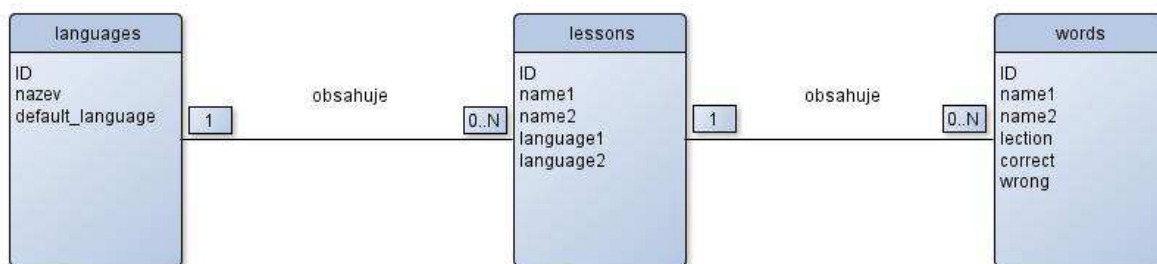 languages
ID
nazev
default_language
1
obsahuje
0..N
lessons
ID
name1
name2
language1
language2
1
obsahuje
0..N
words
ID
name1
name2
lection
correct
wrong